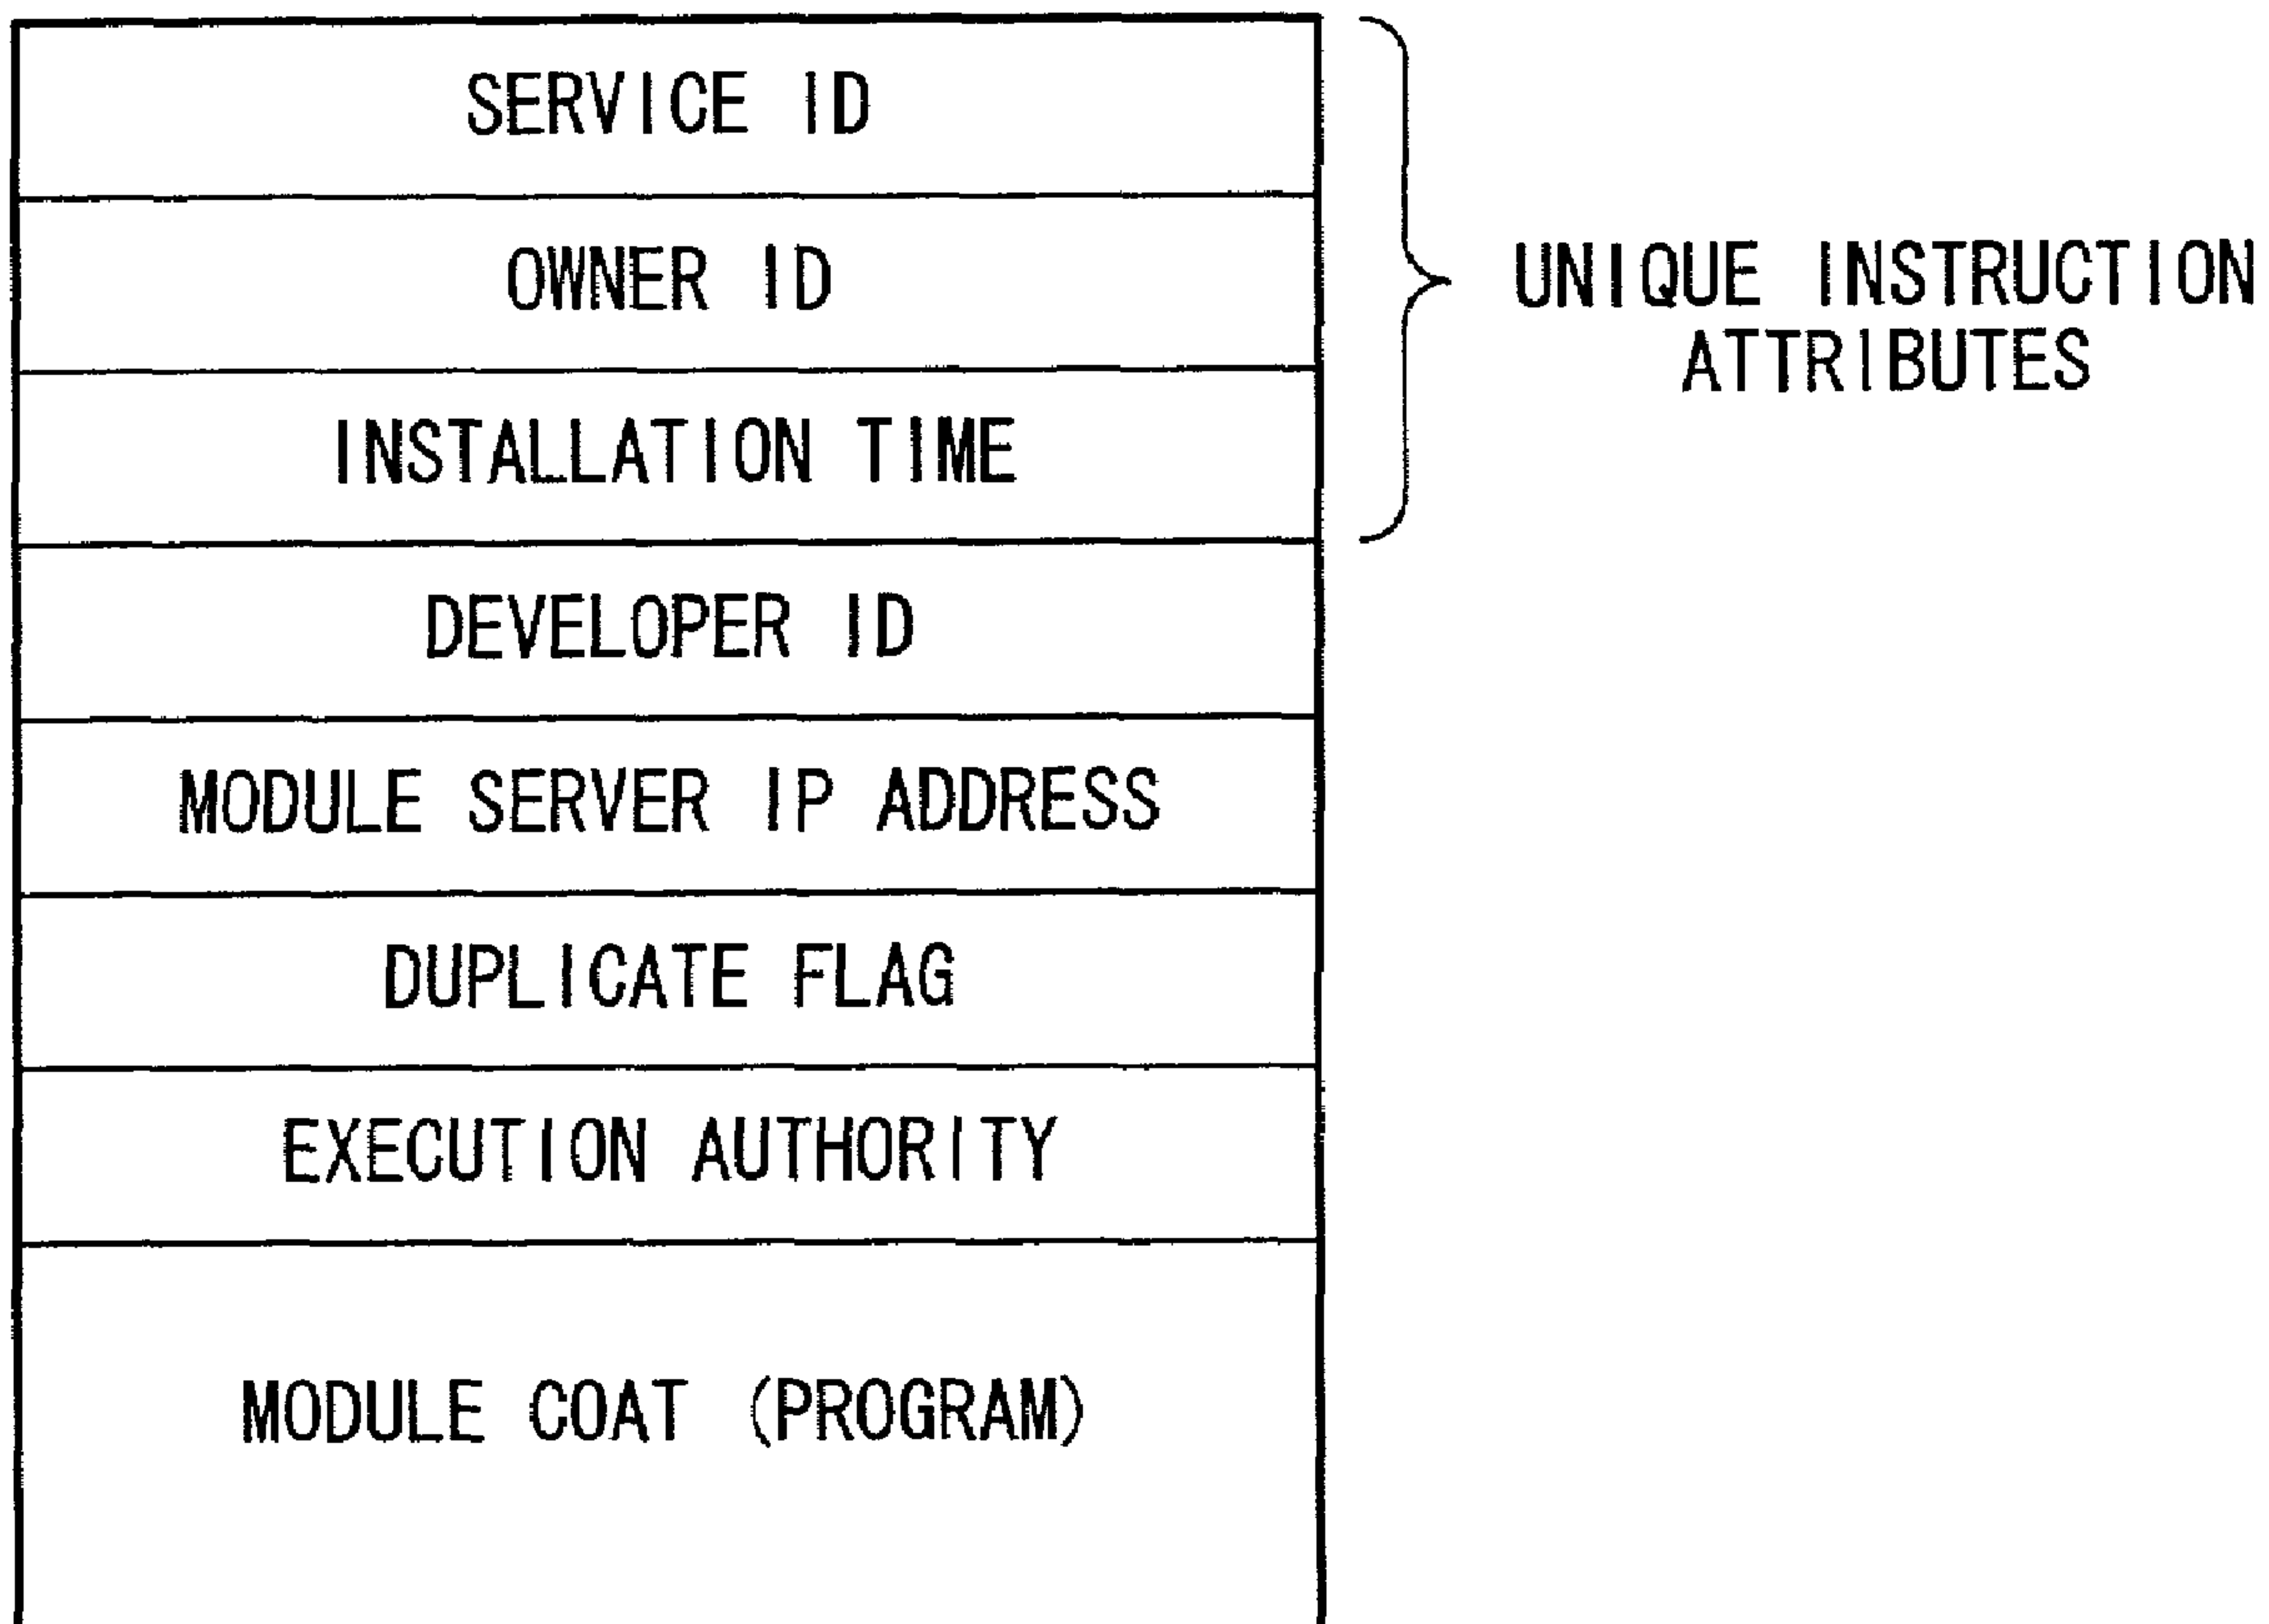 SERVICE ID
OWNER ID
INSTALLATION TIME
DEVELOPER ID
MODULE SERVER IP ADDRESS
DUPLICATE FLAG
EXECUTION AUTHORITY
MODULE COAT (PROGRAM)
UNIQUE INSTRUCTION
ATTRIBUTES